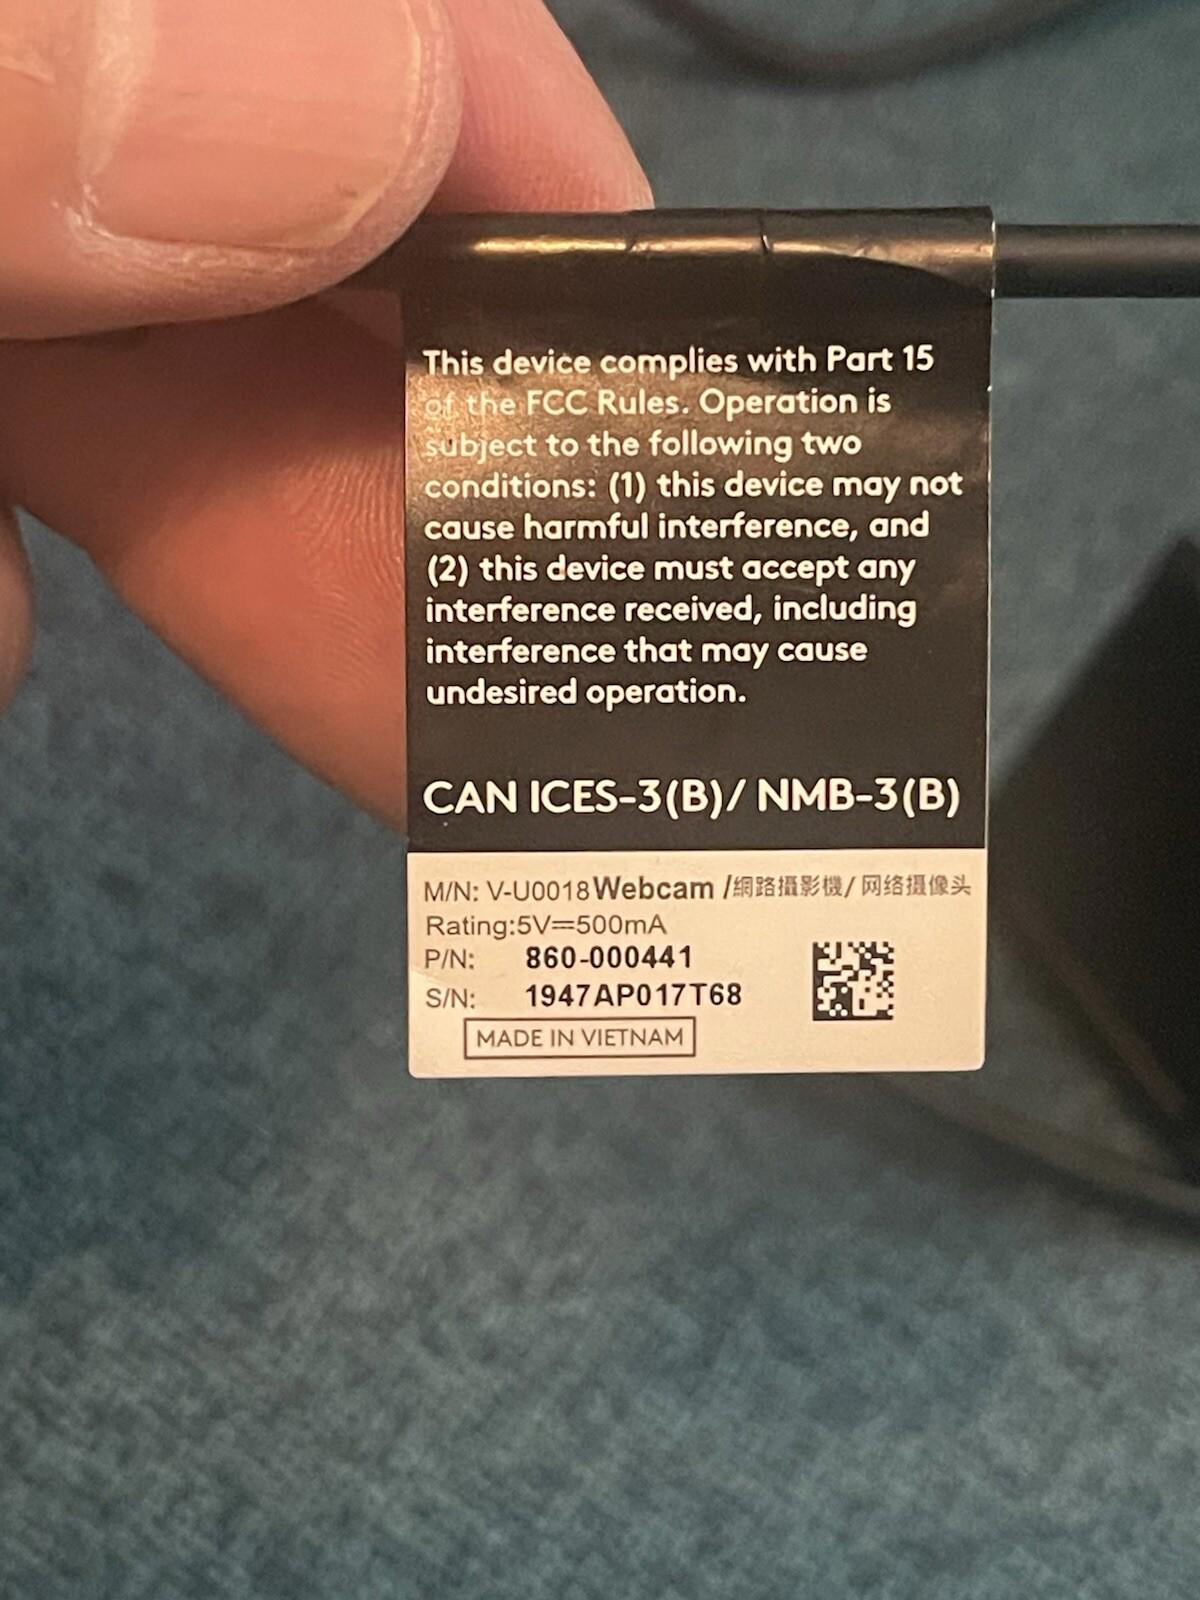 This device complies with Part 15
of the FCC Rules. Operation is
subject to the following two
conditions: (1) this device may not
cause harmful interference, and
(2) this device must accept any
interference received, including
interference that may cause
undesired operation.
CAN ICES-3(B)/ NMB-3(B)
M/N: V-U0018 Webcam /網路攝影機/ 网络摄像头
Rating:5V⎓500mA
P/N: 860-000441
S/N: 1947AP017T68
MADE IN VIETNAM